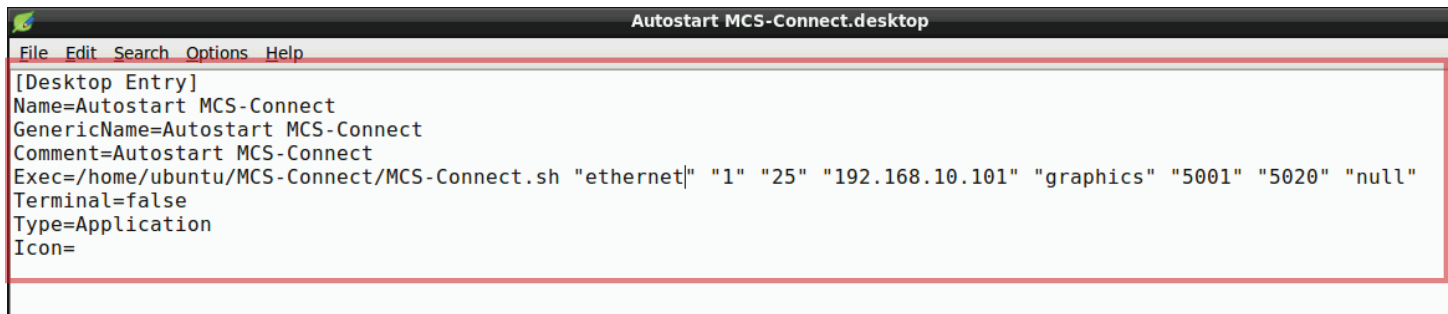 Autostart MCS-Connect.desktop
File Edit Search Options Help
[Desktop Entry]
Name=Autostart MCS-Connect
GenericName=Autostart MCS-Connect
Comment=Autostart MCS-Connect
Exec=/home/ubuntu/MCS-Connect/MCS-Connect.sh "ethernet" "1" "25" "192.168.10.101" "graphics" "5001" "5020" "null"
Terminal=false
Type=Application
Icon=